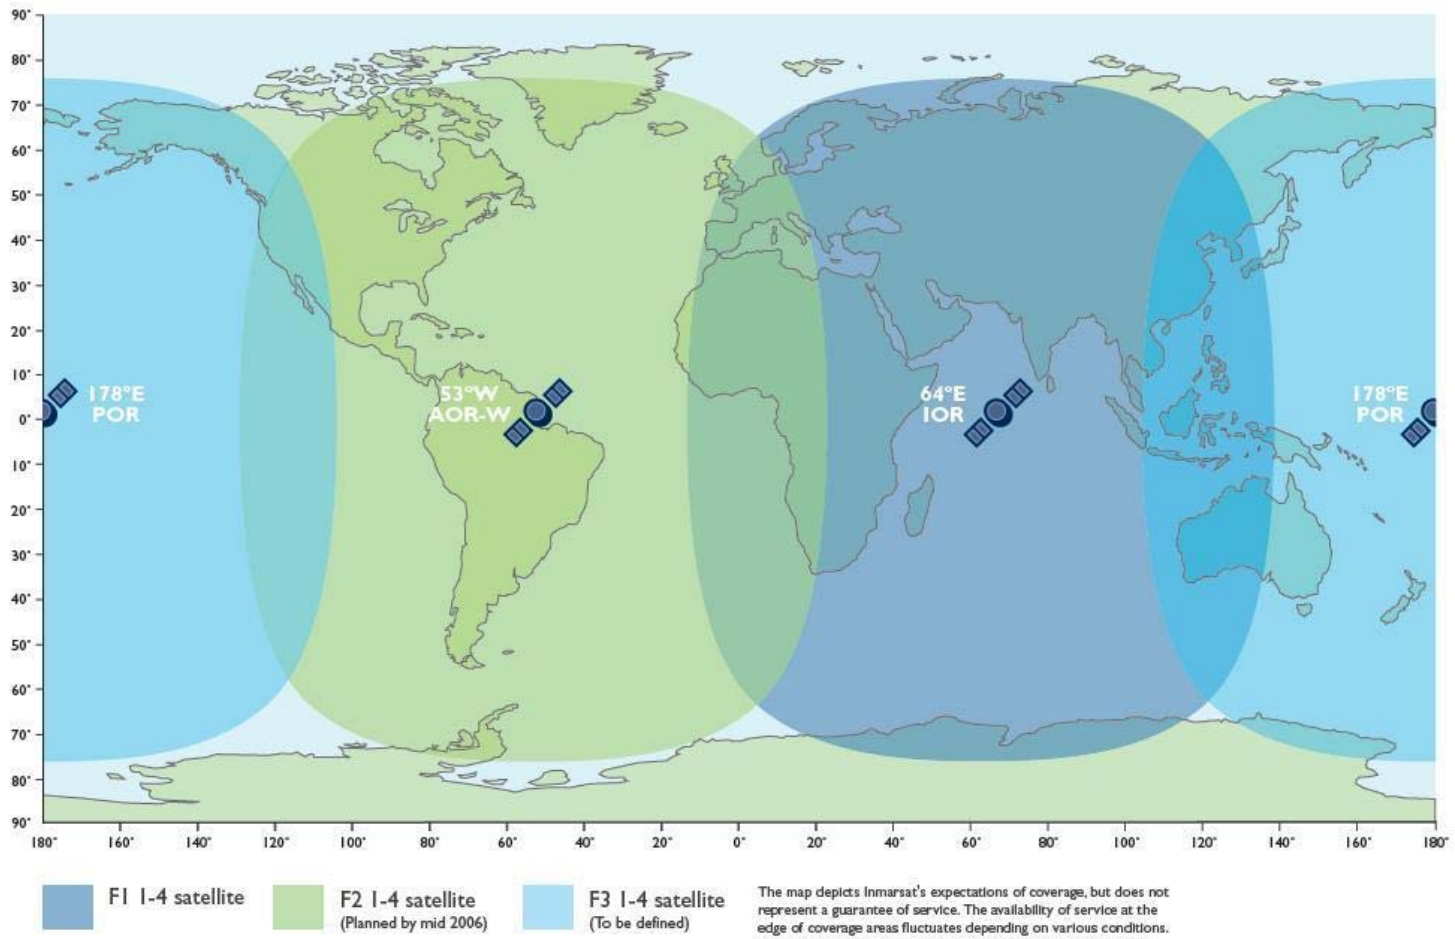 90°
80°
70°
60°
50°
40°
30°
20°
10°
0°
10°
20°
30°
40°
50°
60°
70°
80°
90°
178°E
POR
53°W
AOR-W
64°E
IOR
178°E
POR
180° 160° 140° 120° 100° 80° 60° 40° 20° 0° 20° 40° 60° 80° 100° 120° 140° 160° 180°
F1 1-4 satellite
F2 1-4 satellite
(Planned by mid 2006)
F3 1-4 satellite
(To be defined)
The map depicts Inmarsat's expectations of coverage, but does not
represent a guarantee of service. The availability of service at the
edge of coverage areas fluctuates depending on various conditions.